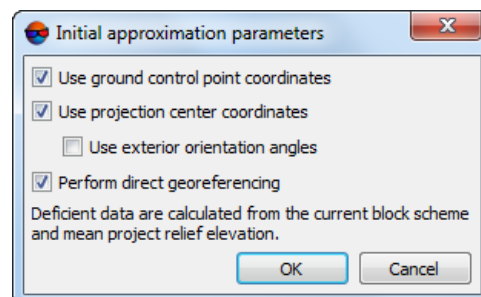 Initial approximation parameters
Use ground control point coordinates
Use projection center coordinates
Use exterior orientation angles
Perform direct georeferencing
Deficient data are calculated from the current block scheme
and mean project relief elevation.
OK Cancel